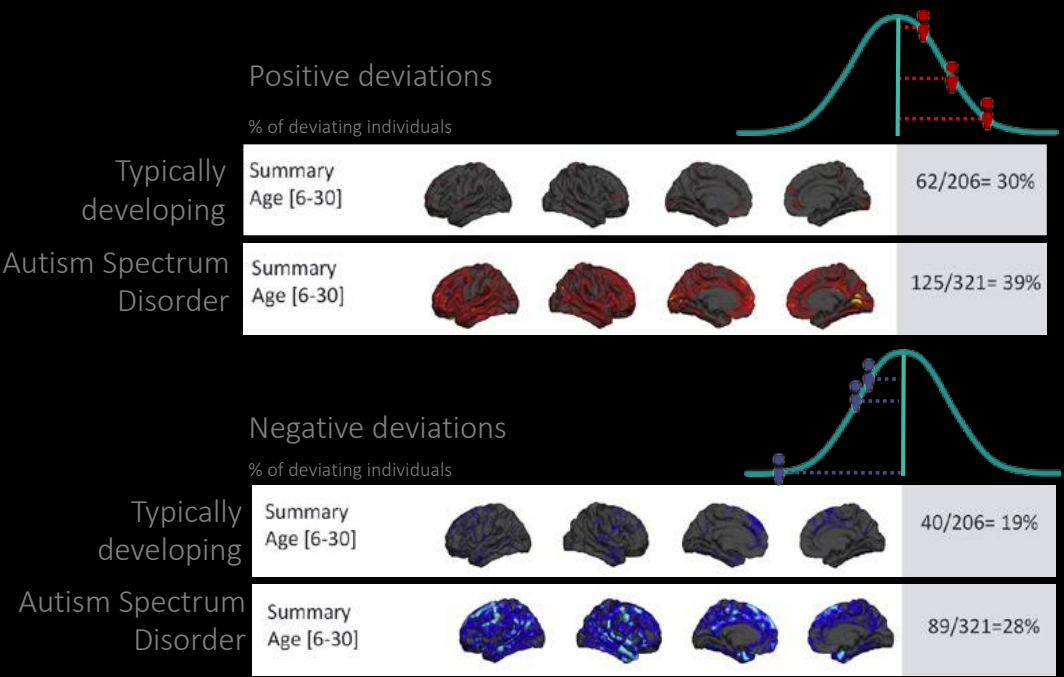 Positive deviations
% of deviating individuals
Typically
developing
Summary
Age [6-30]
62/206= 30%
Autism Spectrum
Disorder
Summary
Age [6-30]
125/321= 39%
Negative deviations
% of deviating individuals
Typically
developing
Summary
Age [6-30]
40/206= 19%
Autism Spectrum
Disorder
Summary
Age [6-30]
89/321=28%